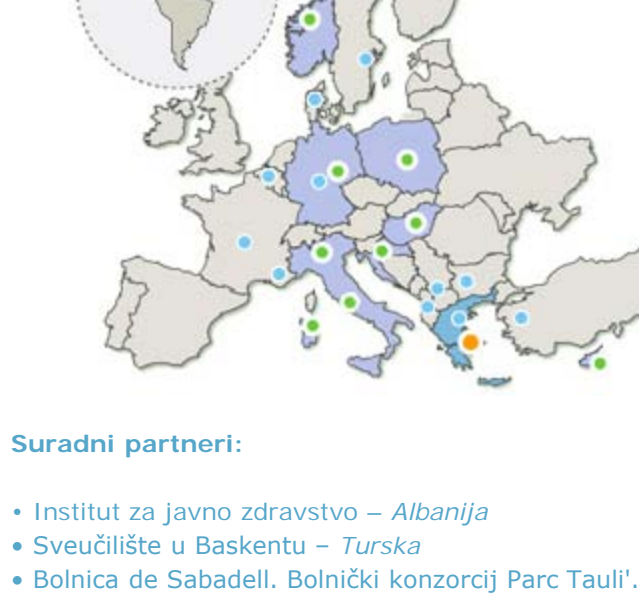 Suradni partneri:
• Institut za javno zdravstvo – Albanija
• Sveučilište u Baskentu – Turska
• Bolnica de Sabadell. Bolnički konzorcij Parc Tauli'.